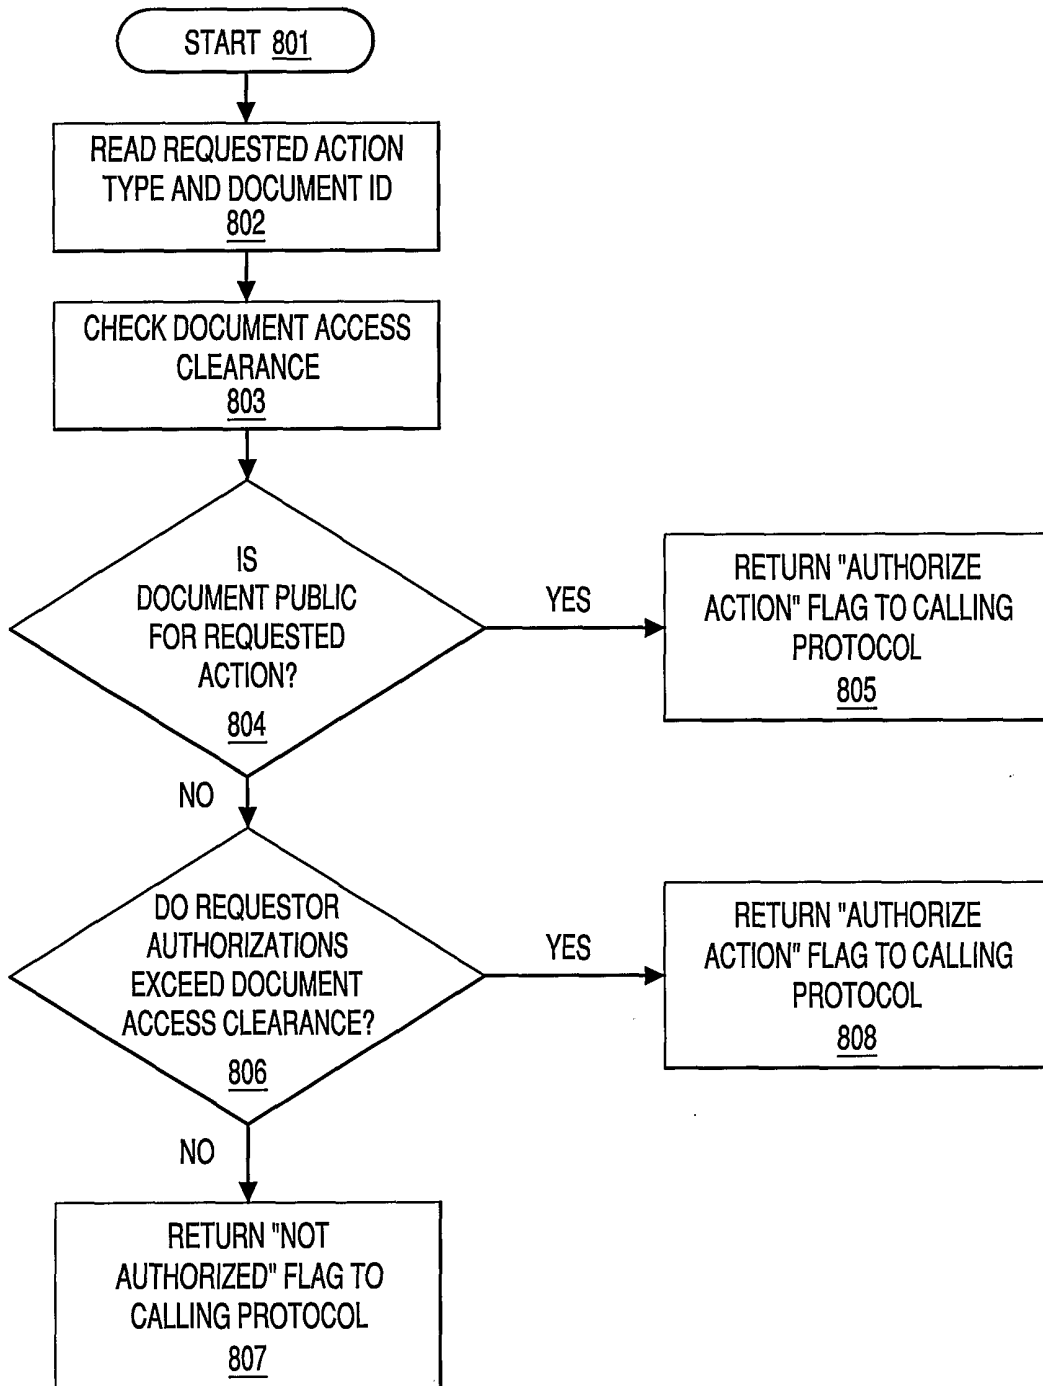 START 801
READ REQUESTED ACTION
TYPE AND DOCUMENT ID
802
CHECK DOCUMENT ACCESS
CLEARANCE
803
IS
DOCUMENT PUBLIC
FOR REQUESTED
ACTION?
804
YES
RETURN "AUTHORIZE
ACTION" FLAG TO CALLING
PROTOCOL
805
NO
DO REQUESTOR
AUTHORIZATIONS
EXCEED DOCUMENT
ACCESS CLEARANCE?
806
YES
RETURN "AUTHORIZE
ACTION" FLAG TO CALLING
PROTOCOL
808
NO
RETURN "NOT
AUTHORIZED" FLAG TO
CALLING PROTOCOL
807